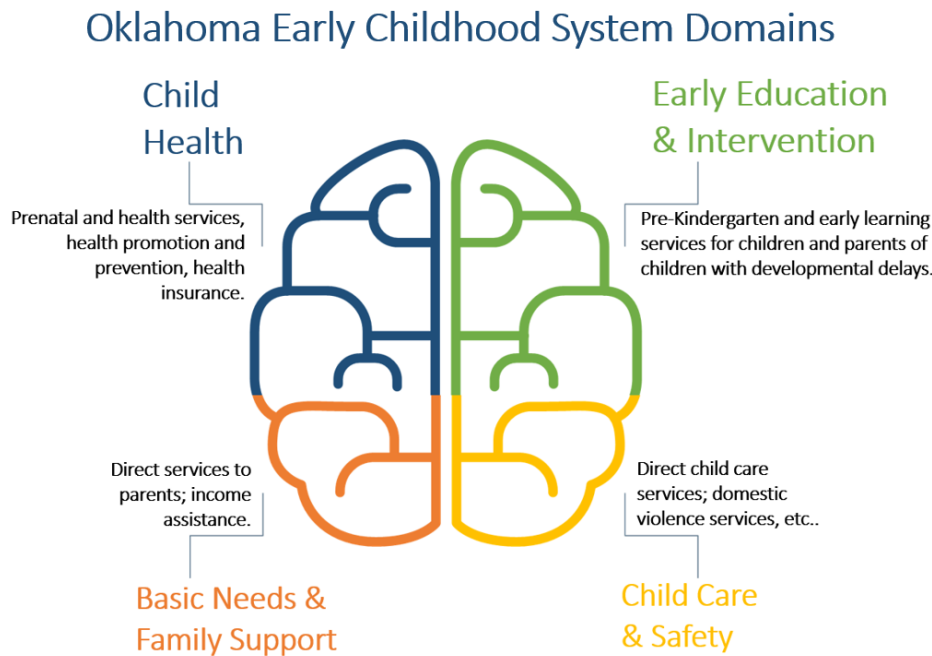 Oklahoma Early Childhood System Domains
Child
Health
Prenatal and health services,
health promotion and
prevention, health
insurance.
Early Education
& Intervention
Pre-Kindergarten and early learning
services for children and parents of
children with developmental delays.
Direct services to
parents; income
assistance.
Basic Needs &
Family Support
Direct child care
services; domestic
violence services, etc..
Child Care
& Safety